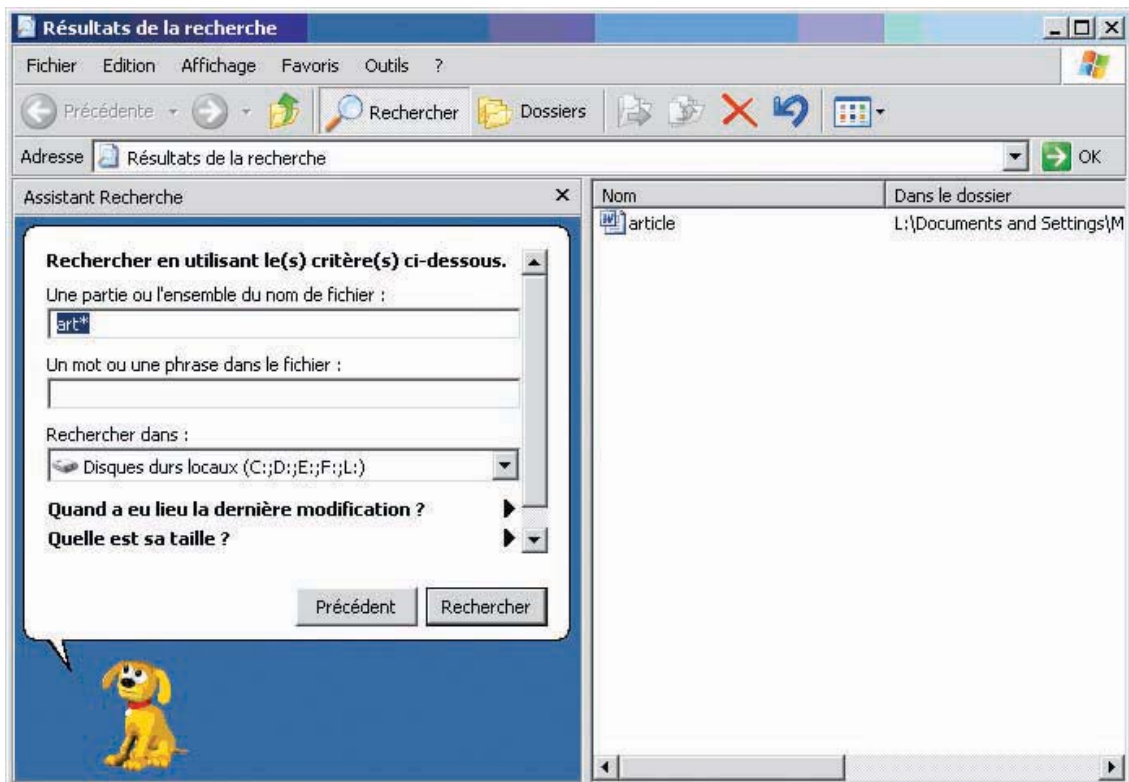 Résultats de la recherche
Fichier Edition Affichage Favoris Outils ?
Précédente Rechercher Dossiers
Adresse Résultats de la recherche OK
Assistant Recherche
Rechercher en utilisant le(s) critère(s) ci-dessous.
Une partie ou l'ensemble du nom de fichier :
art*
Un mot ou une phrase dans le fichier :
Rechercher dans :
Disques durs locaux (C:;D:;E:;F:;L:)
Quand a eu lieu la dernière modification ?
Quelle est sa taille ?
Précédent Rechercher
Nom Dans le dossier
article L:\Documents and Settings\M